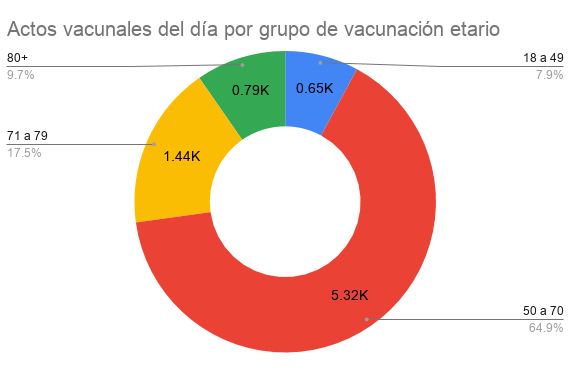 Actos vacunales del día por grupo de vacunación etario
80+
9.7%
18 a 49
7.9%
0.79K
0.65K
71 a 79
17.5%
1.44K
5.32K
50 a 70
64.9%